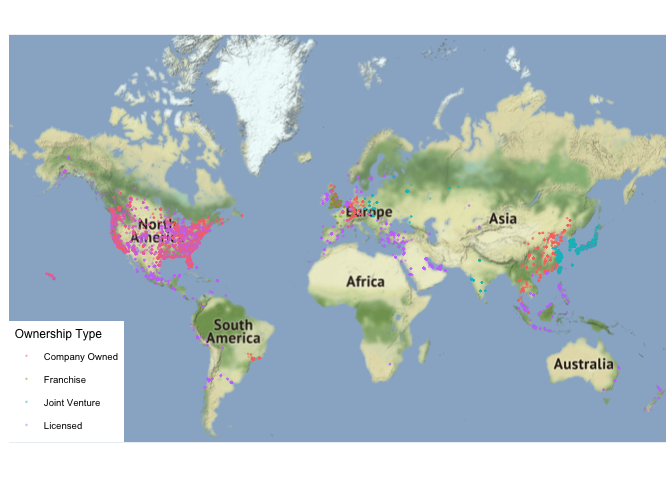 North
America
Europe
Asia
Africa
South
America
Australia
Ownership Type
Company Owned
Franchise
Joint Venture
Licensed